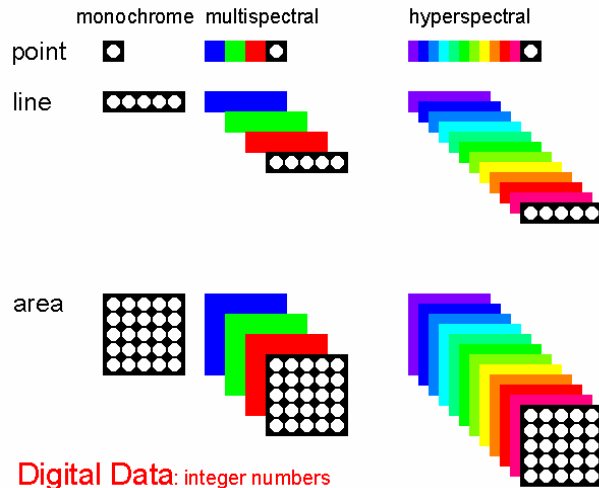 monochrome multispectral hyperspectral
point
line
area
Digital Data: integer numbers